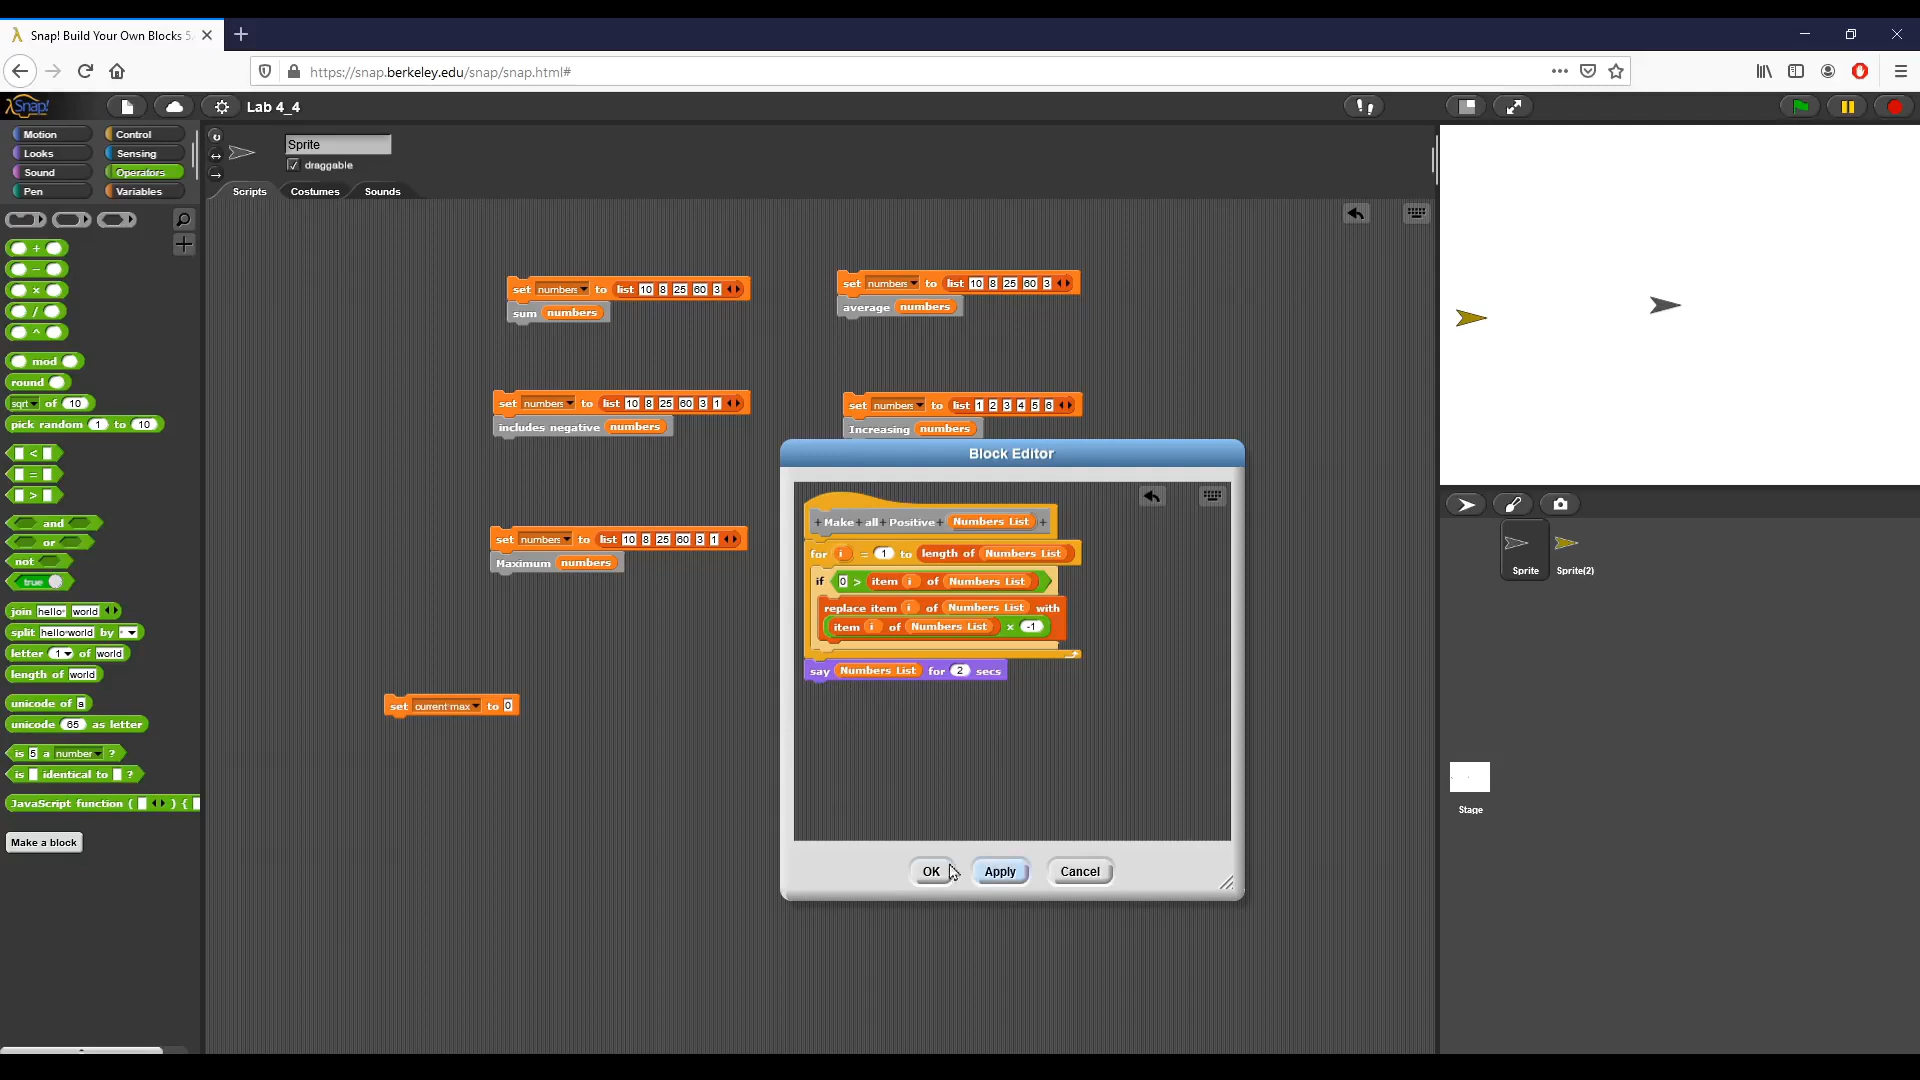 Snap! Build Your Own Blocks 5.
https://snap.berkeley.edu/snap/snap.html#
Snap!
Lab 4_4
Motion Control
Looks Sensing
Sound Operators
Pen Variables
Sprite
draggable
Scripts Costumes Sounds
+
−
×
/
^
mod
round
sqrt of 10
pick random 1 to 10
<
=
>
and
or
not
true
join hello world
split hello world by
letter 1 of world
length of world
unicode of a
unicode 65 as letter
is 5 a number ?
is identical to ?
JavaScript function ( ) {
Make a block
set numbers to list 10 8 25 60 3
sum numbers
set numbers to list 10 8 25 60 3
average numbers
set numbers to list 10 8 25 60 3 1
includes negative numbers
set numbers to list 1 2 3 4 5 6
Increasing numbers
set numbers to list 10 8 25 60 3 1
Maximum numbers
set current max to 0
Block Editor
+ Make + all + Positive + Numbers List +
for i = 1 to length of Numbers List
if 0 > item i of Numbers List
replace item i of Numbers List with
item i of Numbers List × -1
say Numbers List for 2 secs
OK Apply Cancel
Sprite Sprite(2)
Stage